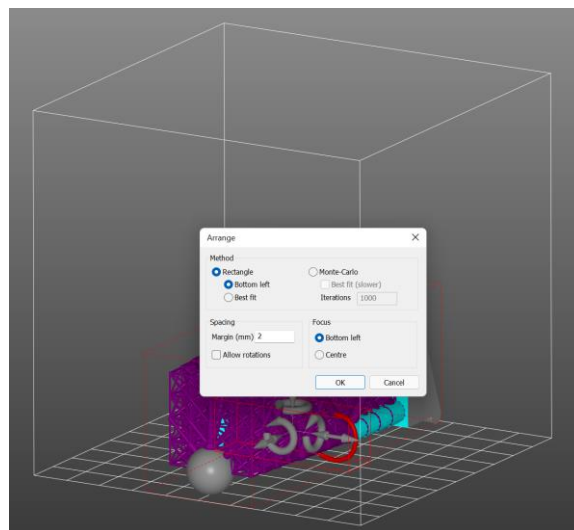 Arrange
Method
Rectangle
Bottom left
Best fit
Monte-Carlo
Best fit (slower)
Iterations 1000
Spacing
Margin (mm) 2
Allow rotations
Focus
Bottom left
Centre
OK Cancel